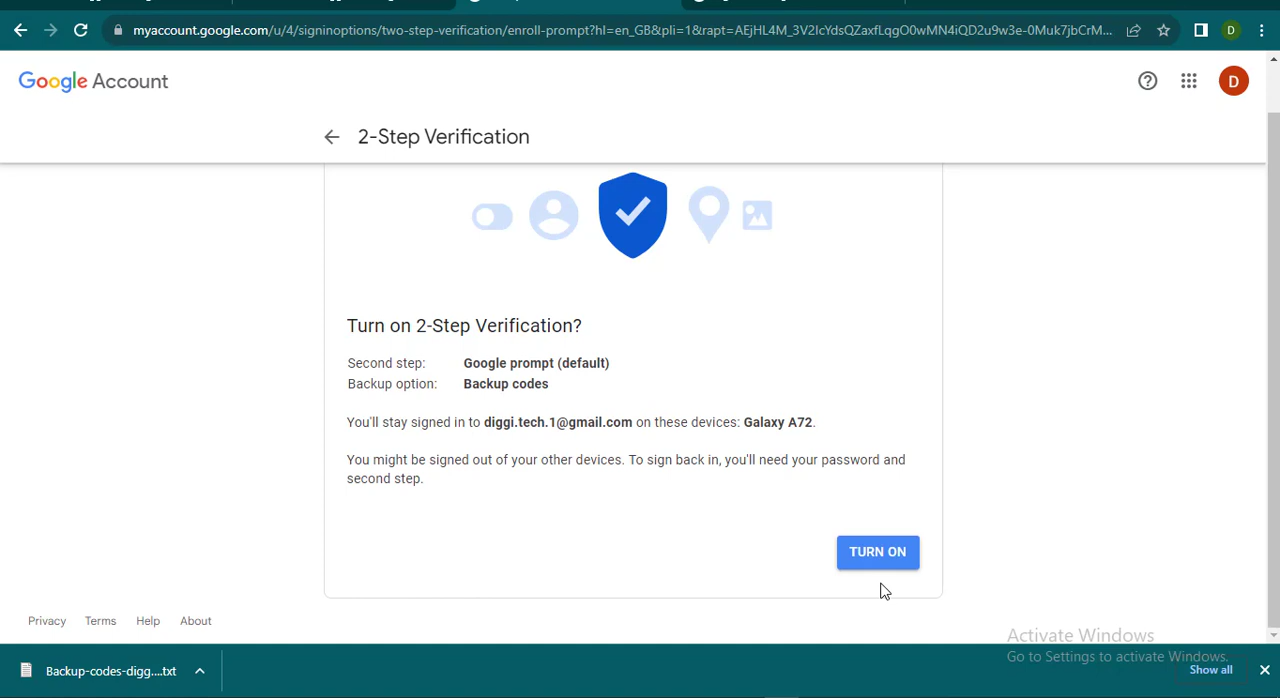 myaccount.google.com/u/4/signinoptions/two-step-verification/enroll-prompt?hl=en_GB&pli=1&rapt=AEjHL4M_3V2IcYdsQZaxfLqgO0wMN4iQD2u9w3e-0Muk7jbCrM...
D
Google Account
D
2-Step Verification
Turn on 2-Step Verification?
Second step: Google prompt (default)
Backup option: Backup codes
You'll stay signed in to diggi.tech.1@gmail.com on these devices: Galaxy A72.
You might be signed out of your other devices. To sign back in, you'll need your password and
second step.
TURN ON
Privacy Terms Help About
Activate Windows
Go to Settings to activate Windows.
Backup-codes-digg....txt
Show all